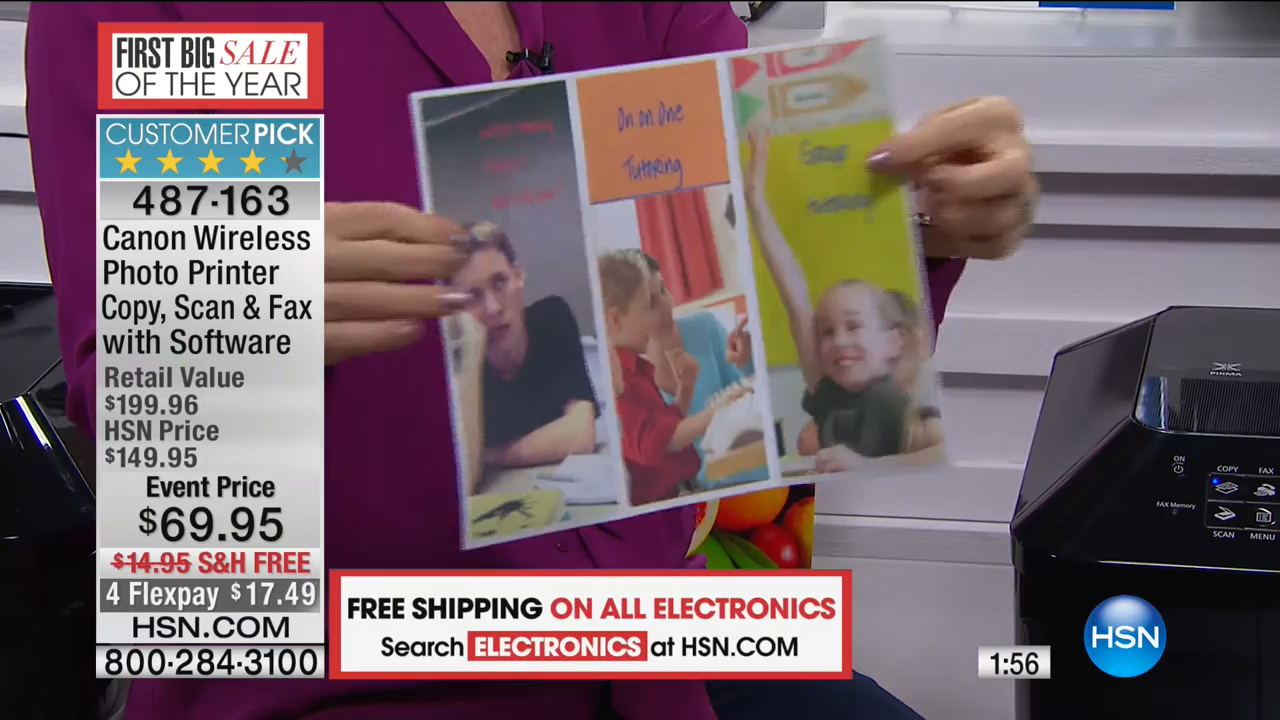 FIRST BIG SALE
OF THE YEAR
CUSTOMER PICK
487-163
Canon Wireless
Photo Printer
Copy, Scan & Fax
with Software
Retail Value
$199.96
HSN Price
$149.95
Event Price
$69.95
$14.95 S&H FREE
4 Flexpay $17.49
HSN.COM
800-284-3100
On on One
Tuttoring
FREE SHIPPING ON ALL ELECTRONICS
Search ELECTRONICS at HSN.COM
1:56
HSN
PIXMA
ON
COPY FAX
FAX Memory
SCAN MENU